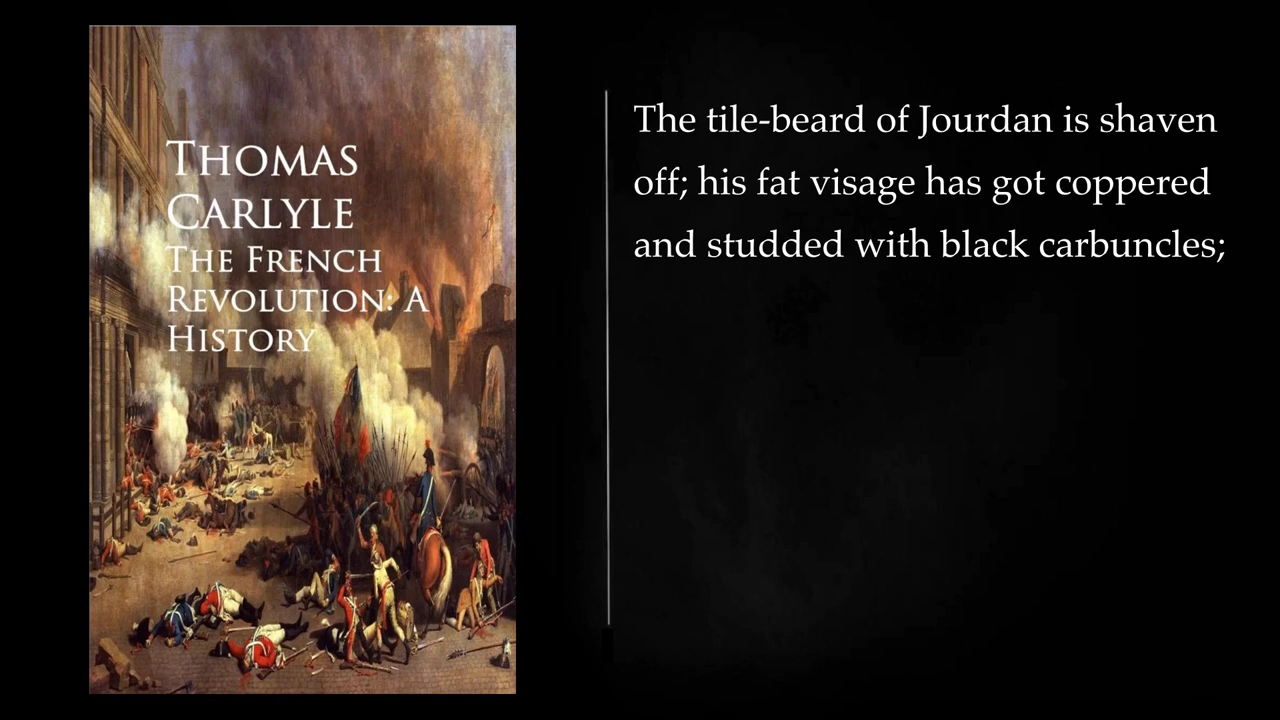 THOMAS
CARLYLE
THE FRENCH
REVOLUTION: A
HISTORY
The tile-beard of Jourdan is shaven
off; his fat visage has got coppered
and studded with black carbuncles;